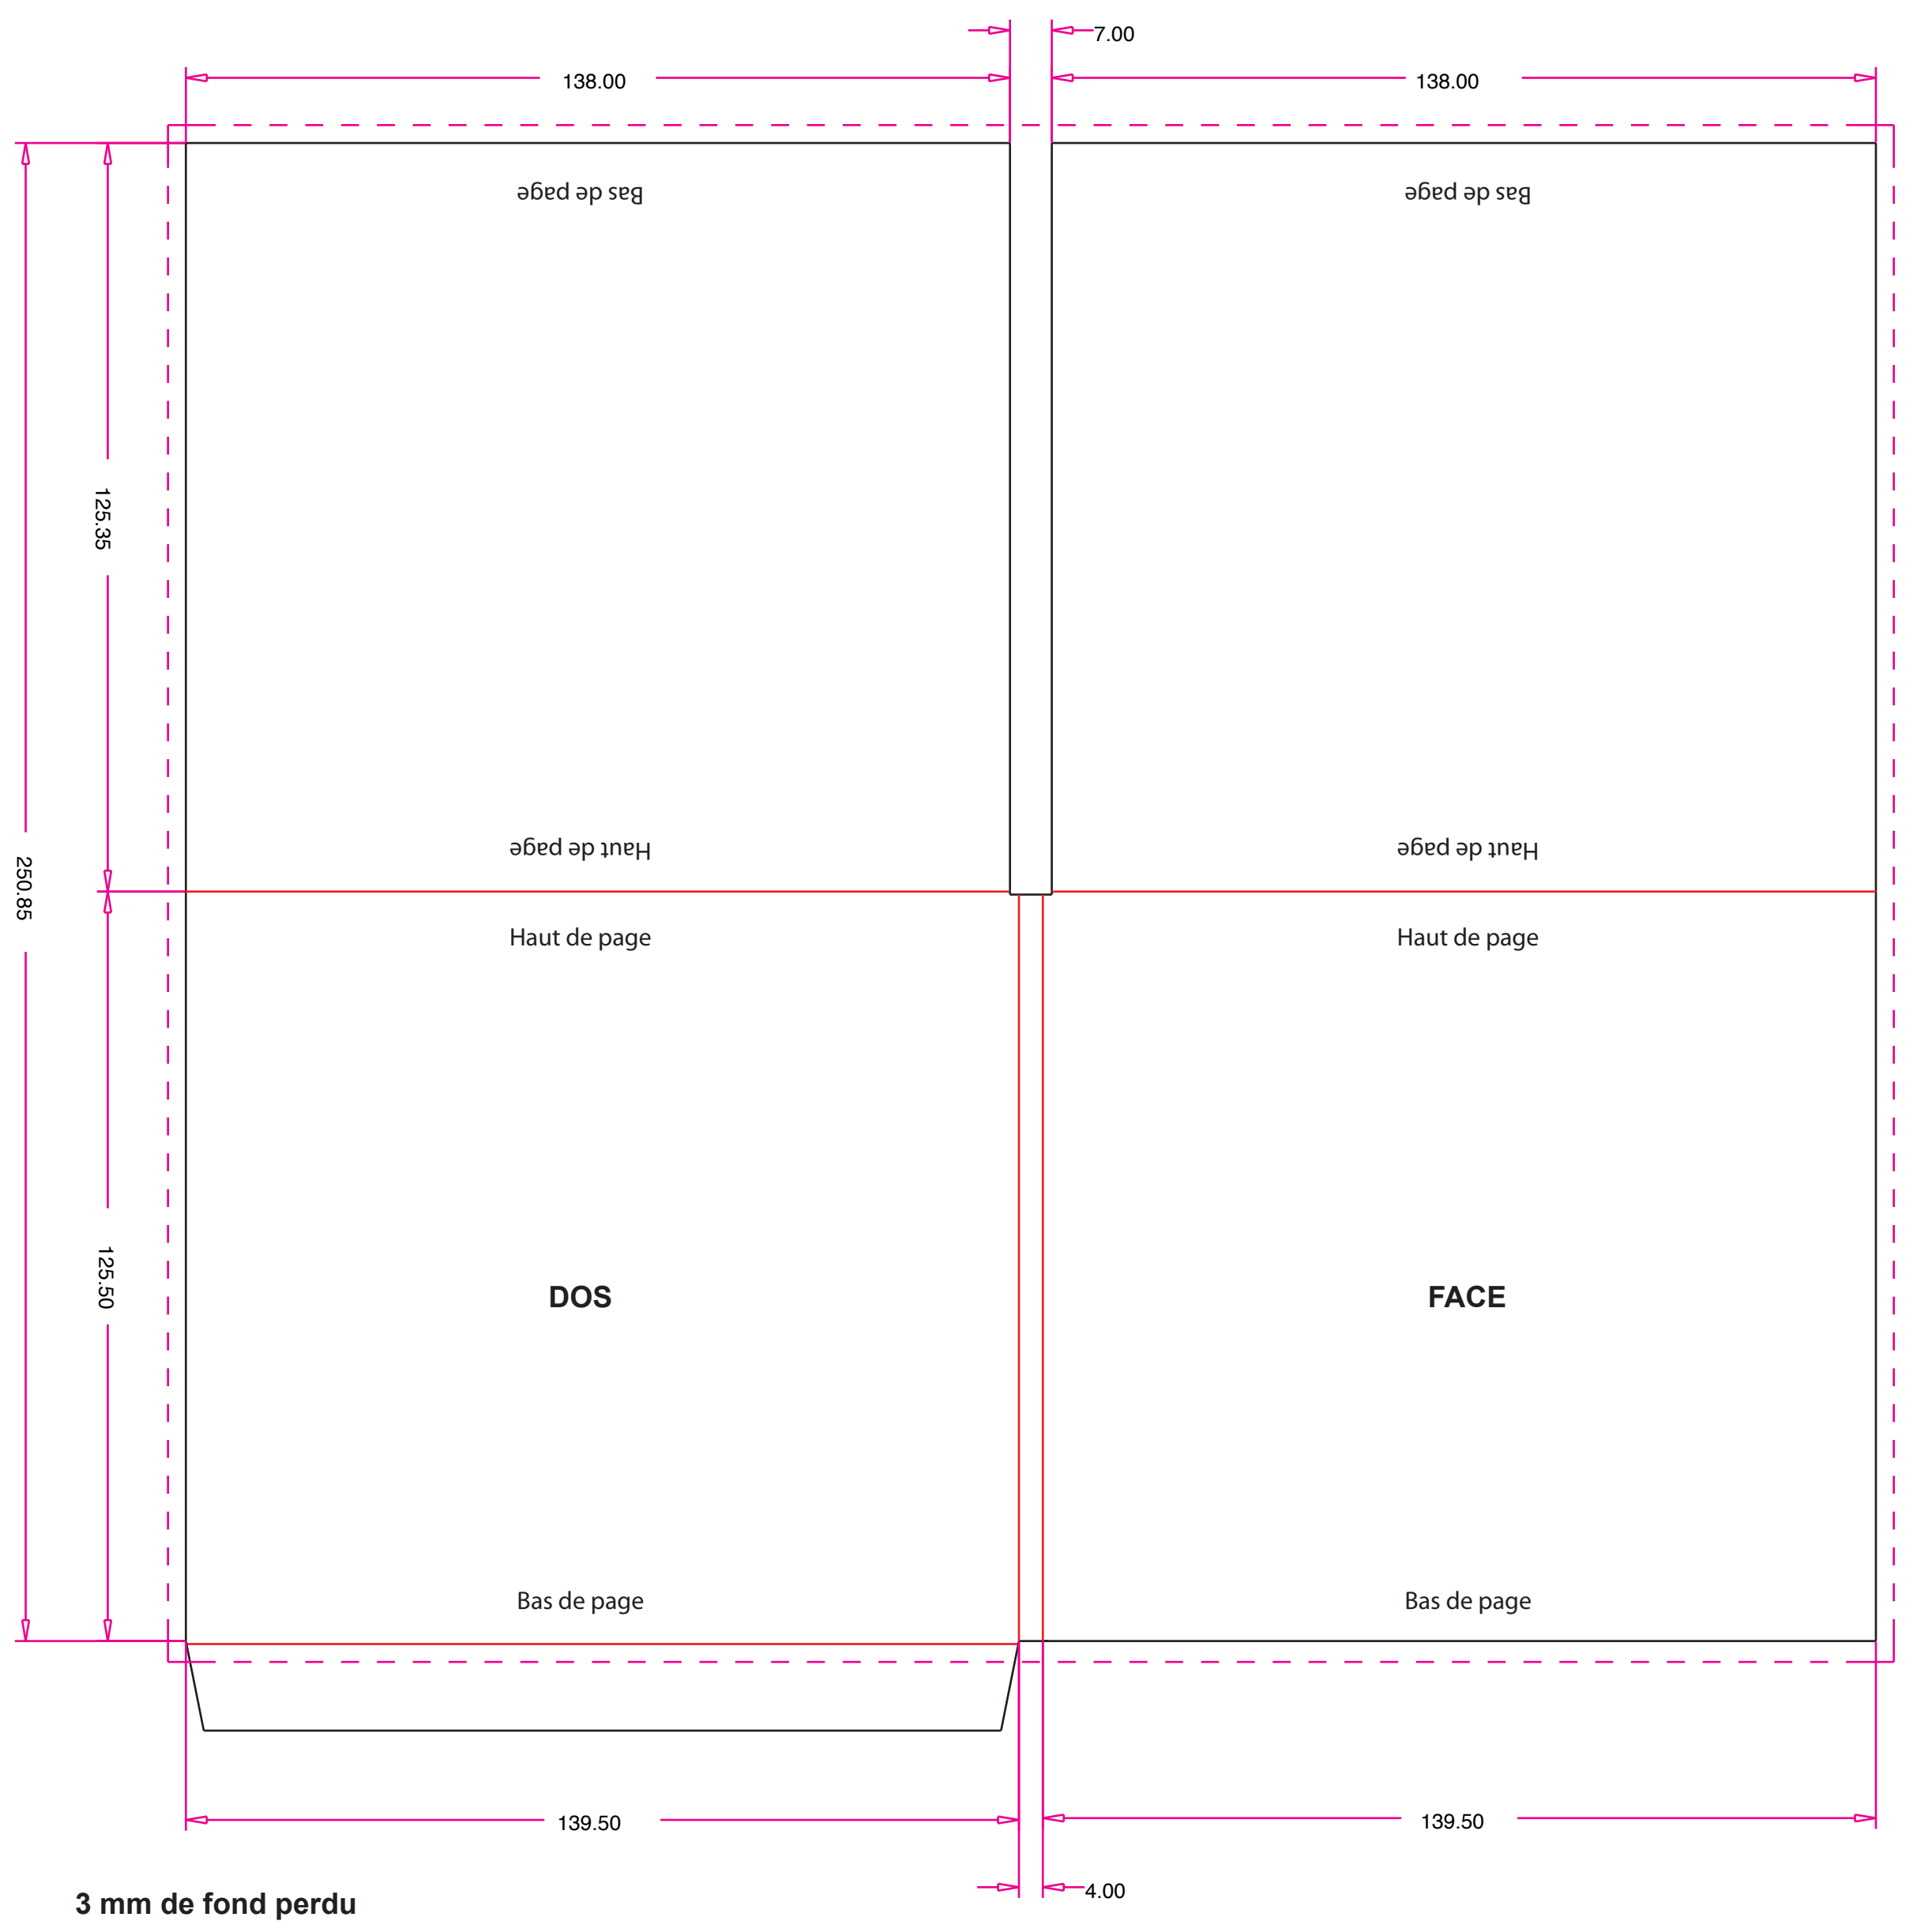 7.00
138.00
138.00
Bas de page
Bas de page
125.35
Haut de page
Haut de page
250.85
Haut de page
Haut de page
125.50
DOS
FACE
Bas de page
Bas de page
139.50
139.50
4.00
3 mm de fond perdu